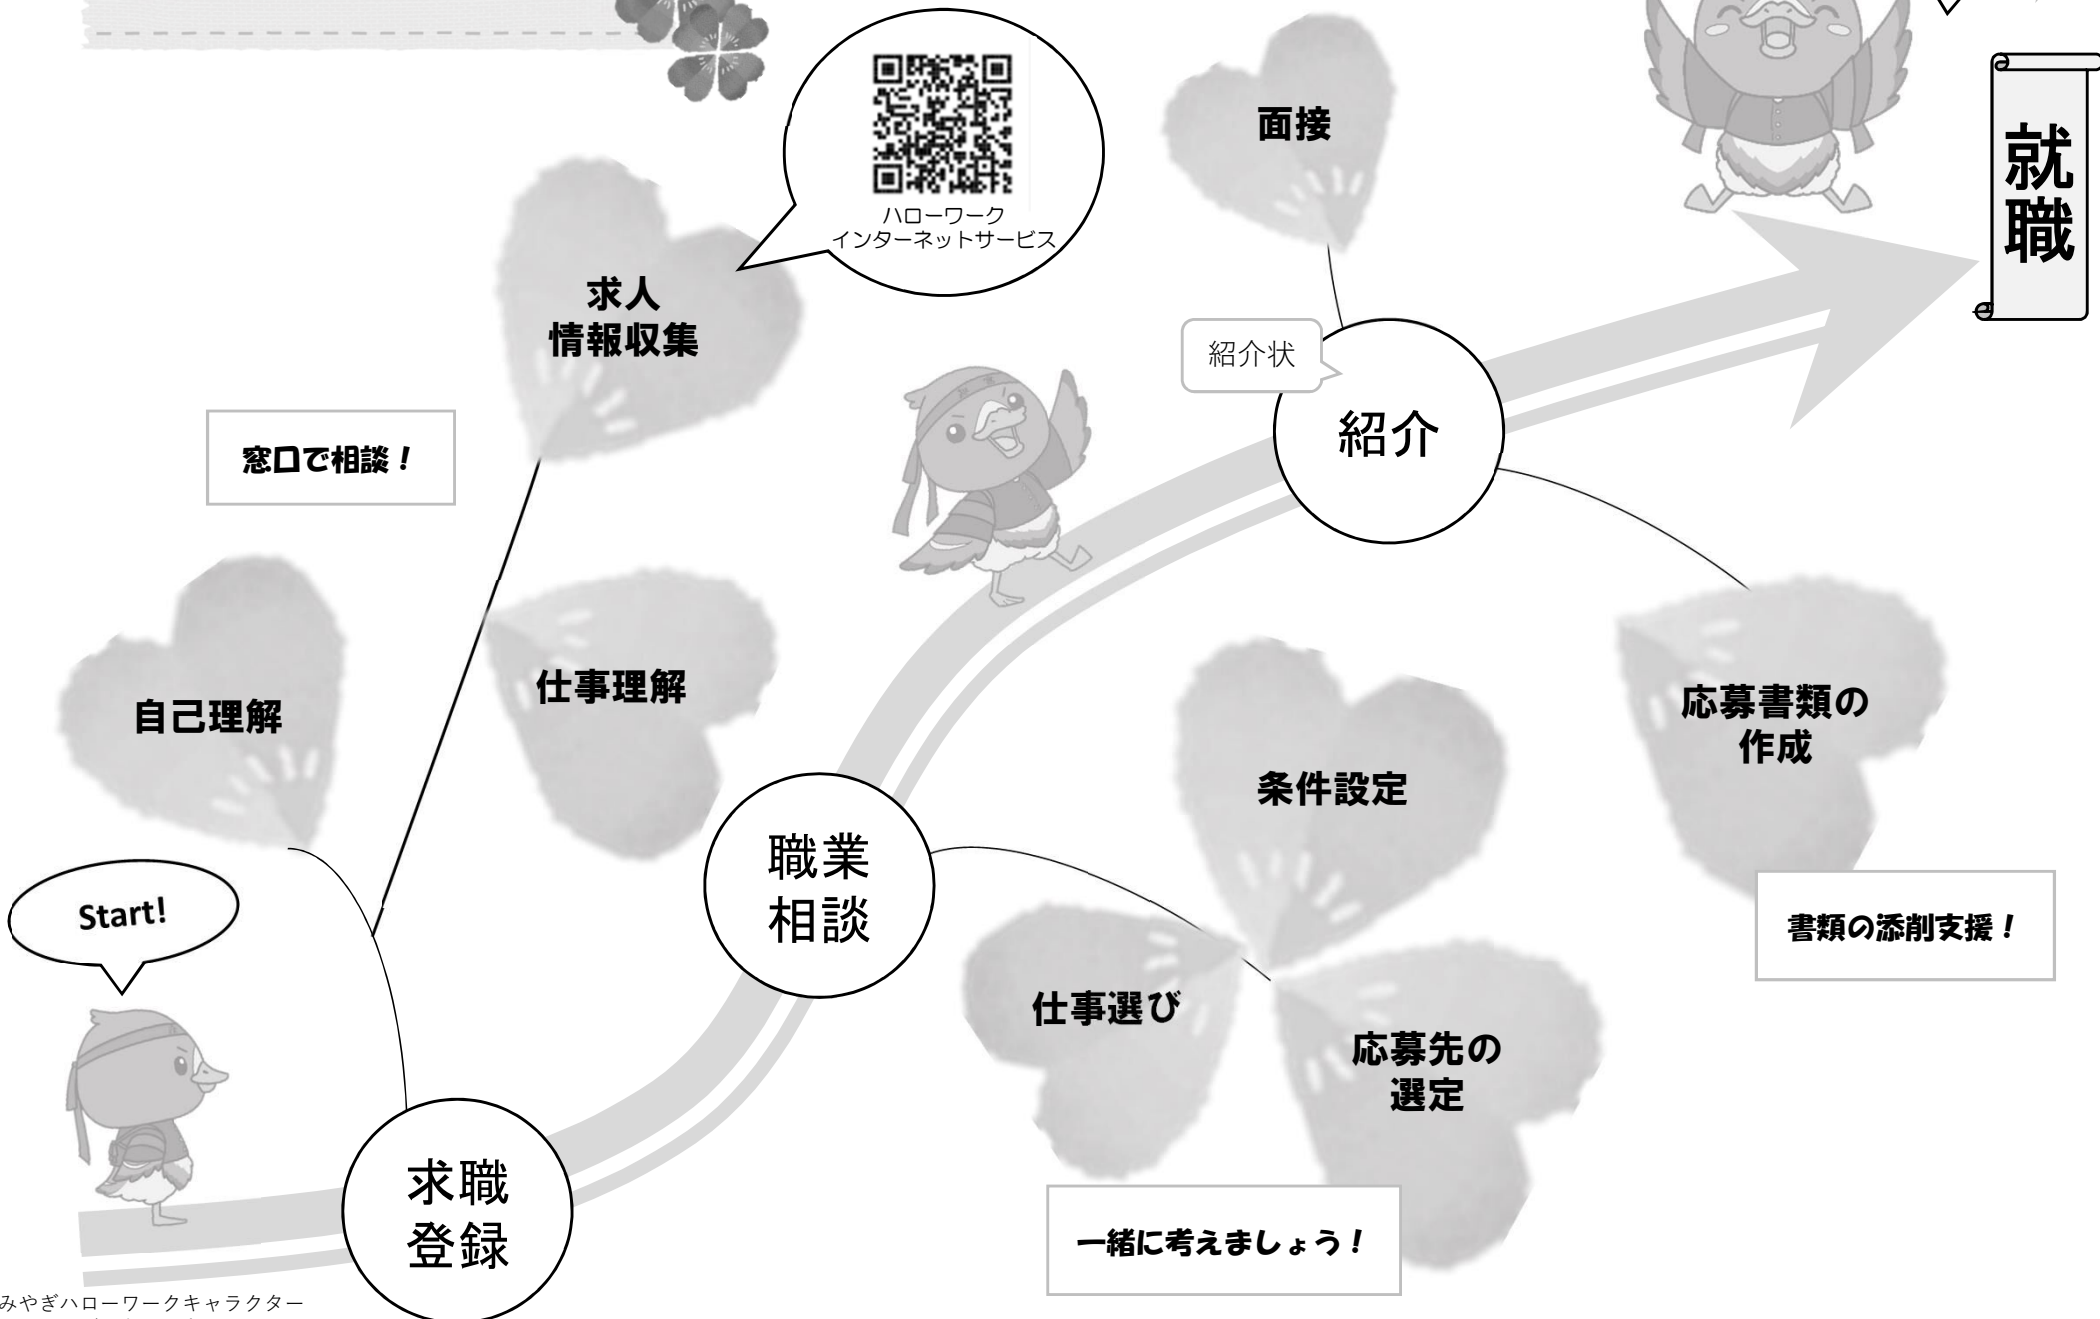 ハローワーク
インターネットサービス
面接
就職
求人
情報収集
紹介状
紹介
窓口で相談!
自己理解
仕事理解
応募書類の
作成
条件設定
職業
相談
書類の添削支援!
Start!
仕事選び
応募先の
選定
求職
登録
一緒に考えましょう!
みやぎハローワークキャラクター